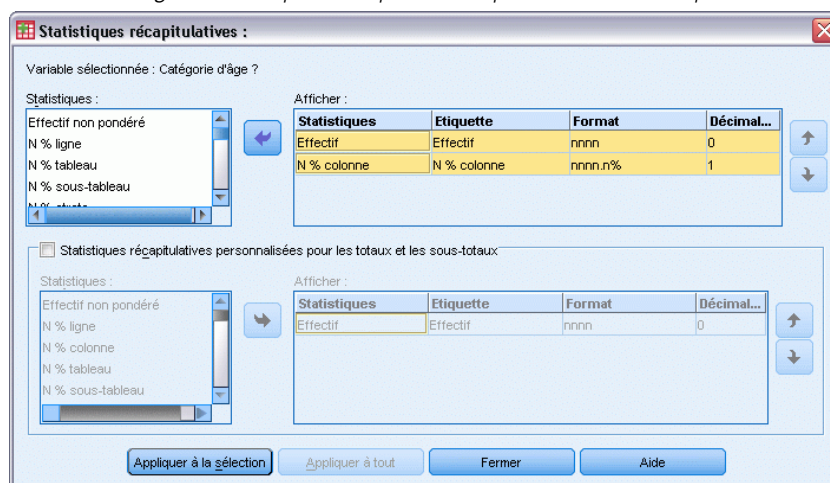 Statistiques récapitulatives :
Variable sélectionnée : Catégorie d'âge ?
Statistiques :
Afficher :
Effectif non pondéré
N % ligne
N % tableau
N % sous-tableau
Statistiques Etiquette Format Décimal...
Effectif Effectif nnnn 0
N % colonne N % colonne nnnn.n% 1
Statistiques récapitulatives personnalisées pour les totaux et les sous-totaux
Statistiques :
Afficher :
Effectif non pondéré
N % ligne
N % colonne
N % tableau
N % sous-tableau
Statistiques Etiquette Format Décimal...
Effectif Effectif nnnn 0
Appliquer à la sélection Appliquer à tout Fermer Aide